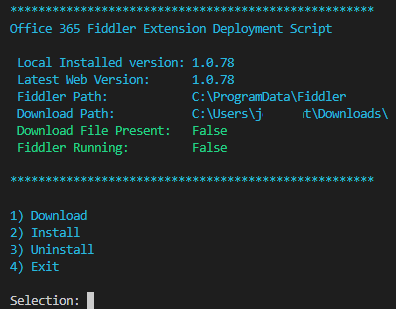 ****************************************************
Office 365 Fiddler Extension Deployment Script
Local Installed version: 1.0.78
Latest Web Version: 1.0.78
Fiddler Path: C:\ProgramData\Fiddler
Download Path: C:\Users\j t\Downloads\
Download File Present: False
Fiddler Running: False
****************************************************
1) Download
2) Install
3) Uninstall
4) Exit
Selection: